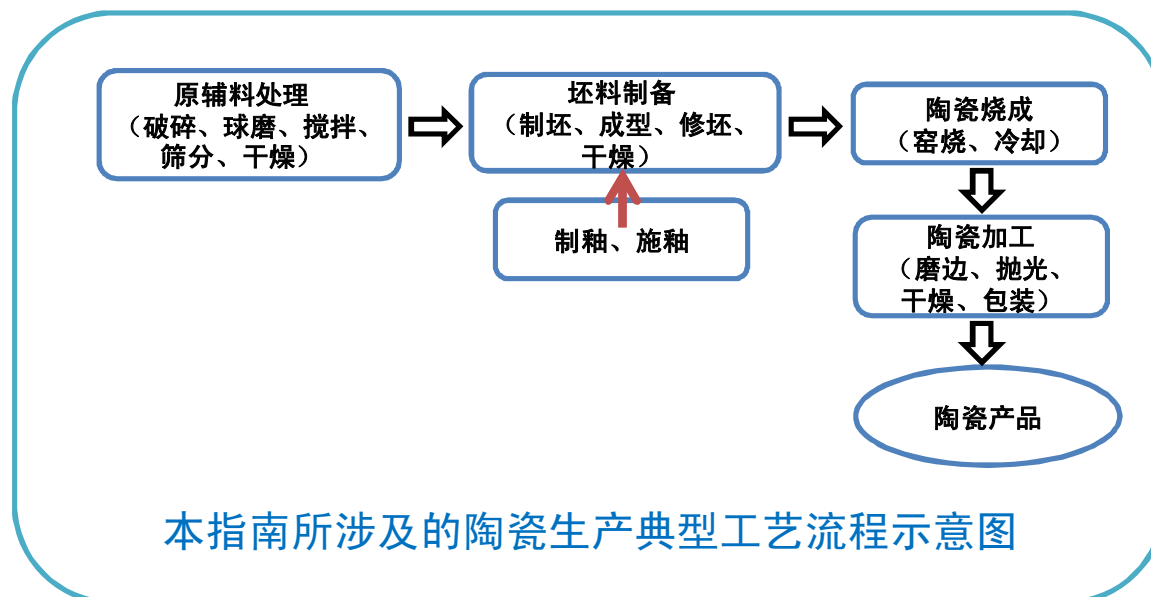 原辅料处理
（破碎、球磨、搅拌、
筛分、干燥）
坯料制备
（制坯、成型、修坯、
干燥）
制釉、施釉
陶瓷烧成
（窑烧、冷却）
陶瓷加工
（磨边、抛光、
干燥、包装）
陶瓷产品
本指南所涉及的陶瓷生产典型工艺流程示意图